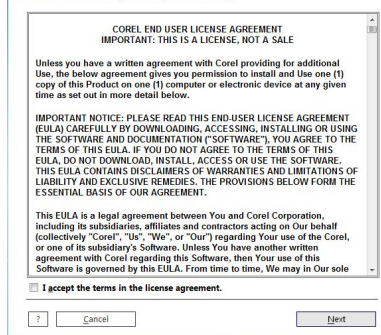 COREL END USER LICENSE AGREEMENT
IMPORTANT: THIS IS A LICENSE, NOT A SALE
Unless you have a written agreement with Corel providing for additional
Use, the below agreement gives you permission to install and Use one (1)
copy of this Product on one (1) computer or electronic device at any given
time as set out in more detail below.
IMPORTANT NOTICE: PLEASE READ THIS END-USER LICENSE AGREEMENT
(EULA) CAREFULLY BY DOWNLOADING, ACCESSING, INSTALLING OR USING
THE SOFTWARE AND DOCUMENTATION ("SOFTWARE"), YOU AGREE TO THE
TERMS OF THIS EULA. IF YOU DO NOT AGREE TO THE TERMS OF THIS
EULA, DO NOT DOWNLOAD, INSTALL, ACCESS OR USE THE SOFTWARE.
THIS EULA CONTAINS DISCLAIMERS OF WARRANTIES AND LIMITATIONS OF
LIABILITY AND EXCLUSIVE REMEDIES. THE PROVISIONS BELOW FORM THE
ESSENTIAL BASIS OF OUR AGREEMENT.
This EULA is a legal agreement between You and Corel Corporation,
including its subsidiaries, affiliates and contractors acting on Our behalf
(collectively "Corel", "Us", "We", or "Our") regarding Your use of the Corel,
or one of its subsidiary's Software. Unless You have another written
agreement with Corel regarding this Software, then Your use of this
Software is governed by this EULA. From time to time, We may in Our sole
I accept the terms in the license agreement.
? Cancel Next